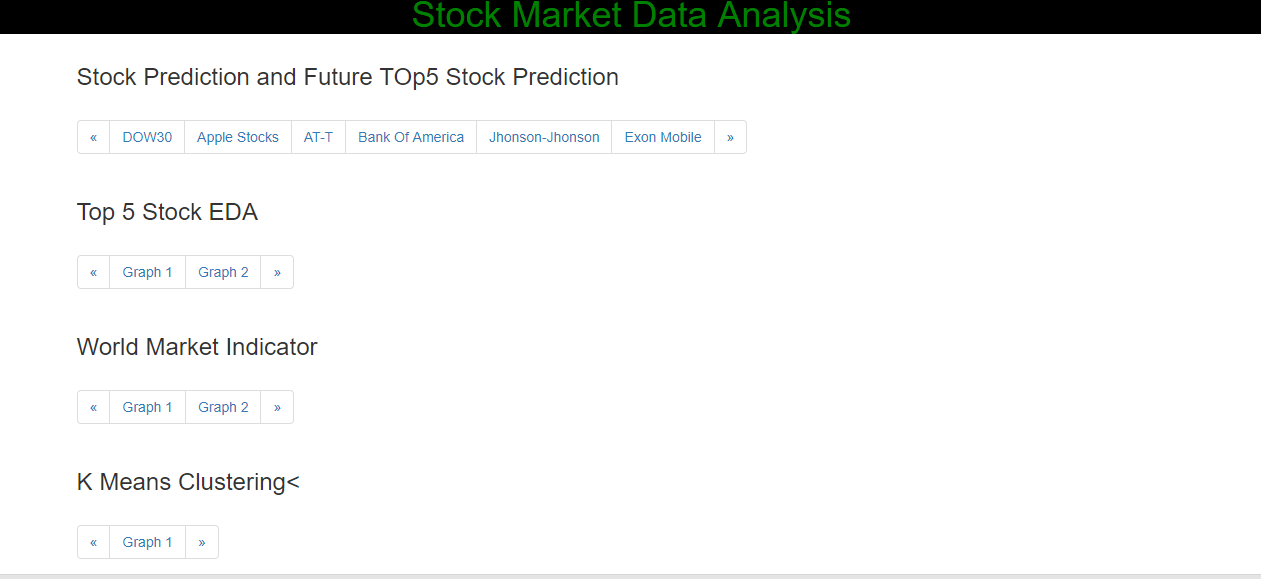 Stock Market Data Analysis
Stock Prediction and Future TOp5 Stock Prediction
« DOW30 Apple Stocks AT-T Bank Of America Jhonson-Jhonson Exon Mobile »
Top 5 Stock EDA
« Graph 1 Graph 2 »
World Market Indicator
« Graph 1 Graph 2 »
K Means Clustering<
« Graph 1 »